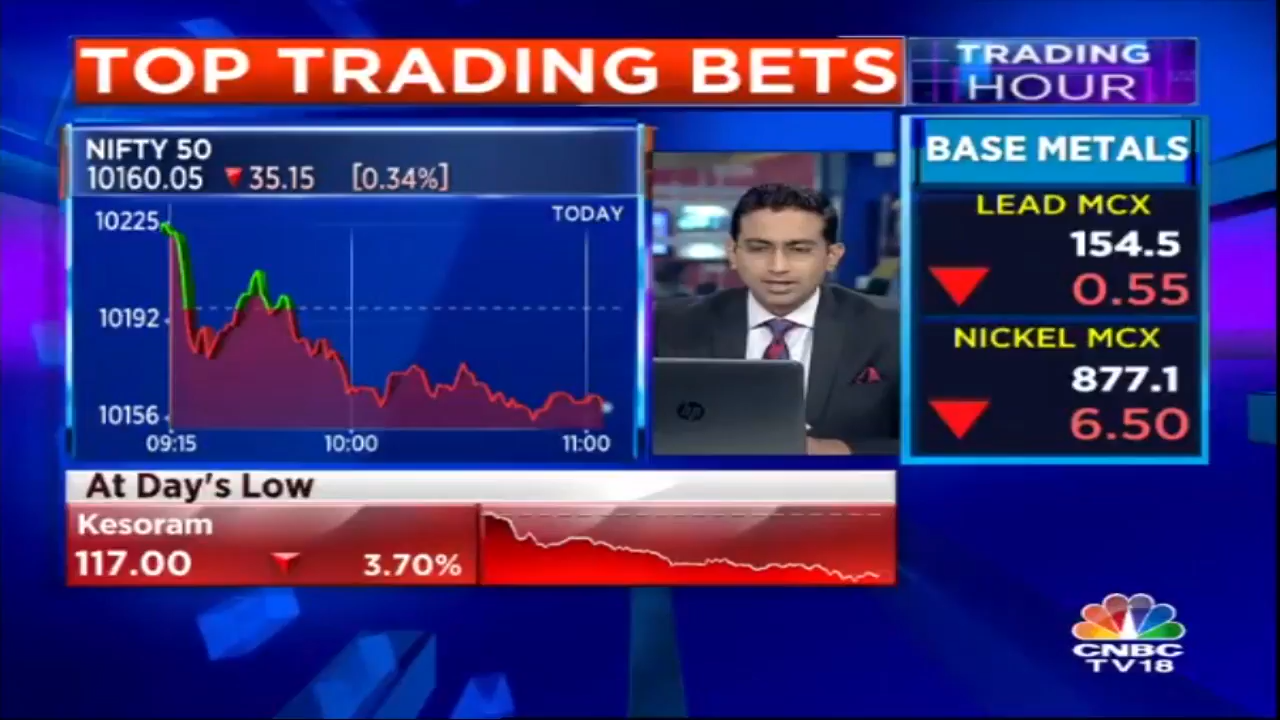 TOP TRADING BETS
TRADING
HOUR
NIFTY 50
10160.05 ▼ 35.15 [0.34%]
TODAY
10225
10192
10156
09:15 10:00 11:00
hp
BASE METALS
LEAD MCX
154.5
▼ 0.55
NICKEL MCX
877.1
▼ 6.50
At Day's Low
Kesoram
117.00 ▼ 3.70%
CNBC
TV18